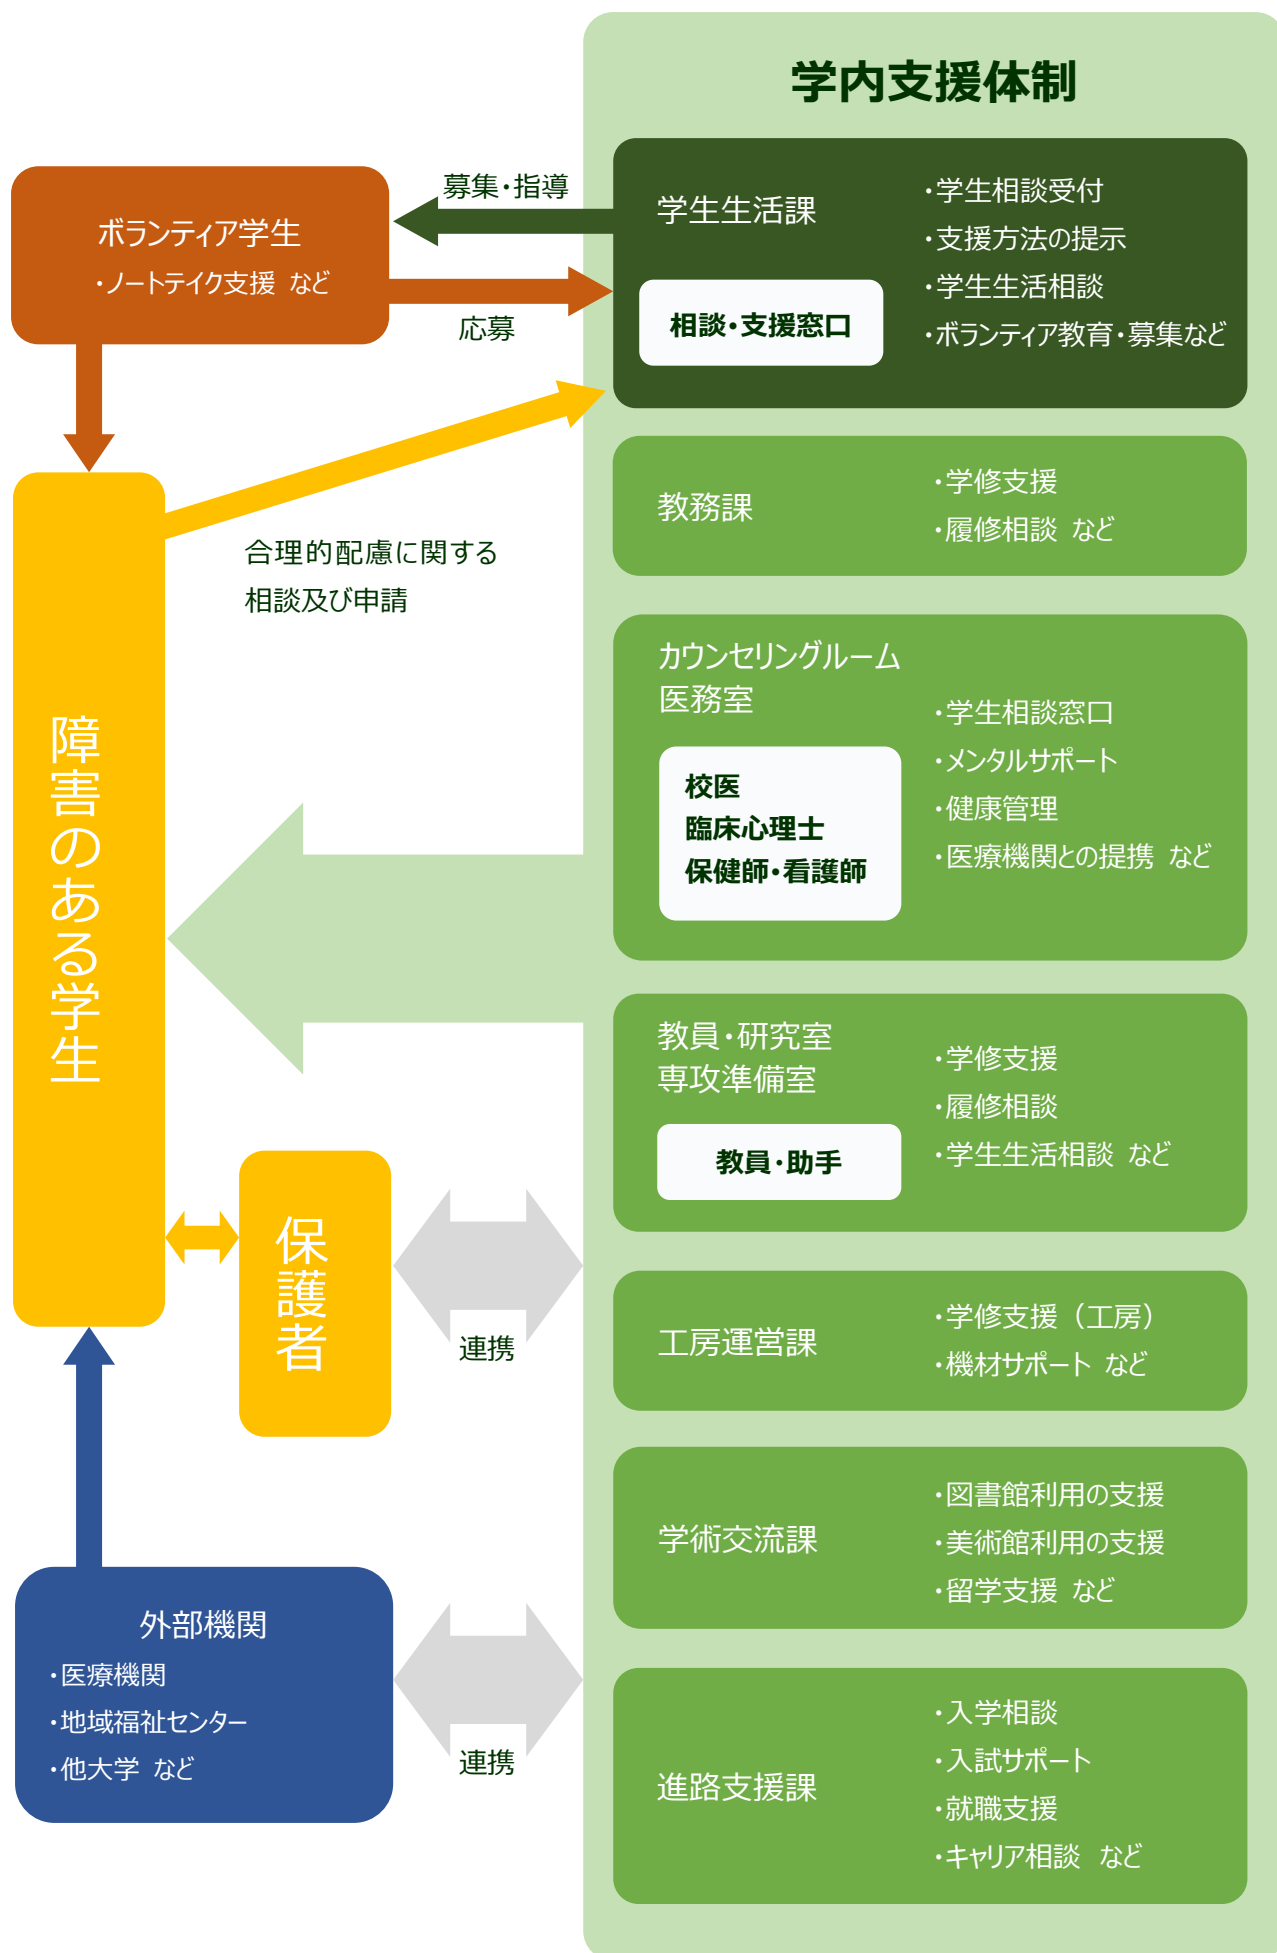 学内支援体制
募集・指導
応募
ボランティア学生
・ノートテイク支援 など
学生生活課
相談・支援窓口
・学生相談受付
・支援方法の提示
・学生生活相談
・ボランティア教育・募集など
合理的配慮に関する
相談及び申請
教務課
・学修支援
・履修相談 など
障害のある学生
カウンセリングルーム
医務室
校医
臨床心理士
保健師・看護師
・学生相談窓口
・メンタルサポート
・健康管理
・医療機関との提携 など
教員・研究室
専攻準備室
教員・助手
・学修支援
・履修相談
・学生生活相談 など
保護者
連携
工房運営課
・学修支援（工房）
・機材サポート など
学術交流課
・図書館利用の支援
・美術館利用の支援
・留学支援 など
外部機関
・医療機関
・地域福祉センター
・他大学 など
連携
進路支援課
・入学相談
・入試サポート
・就職支援
・キャリア相談 など